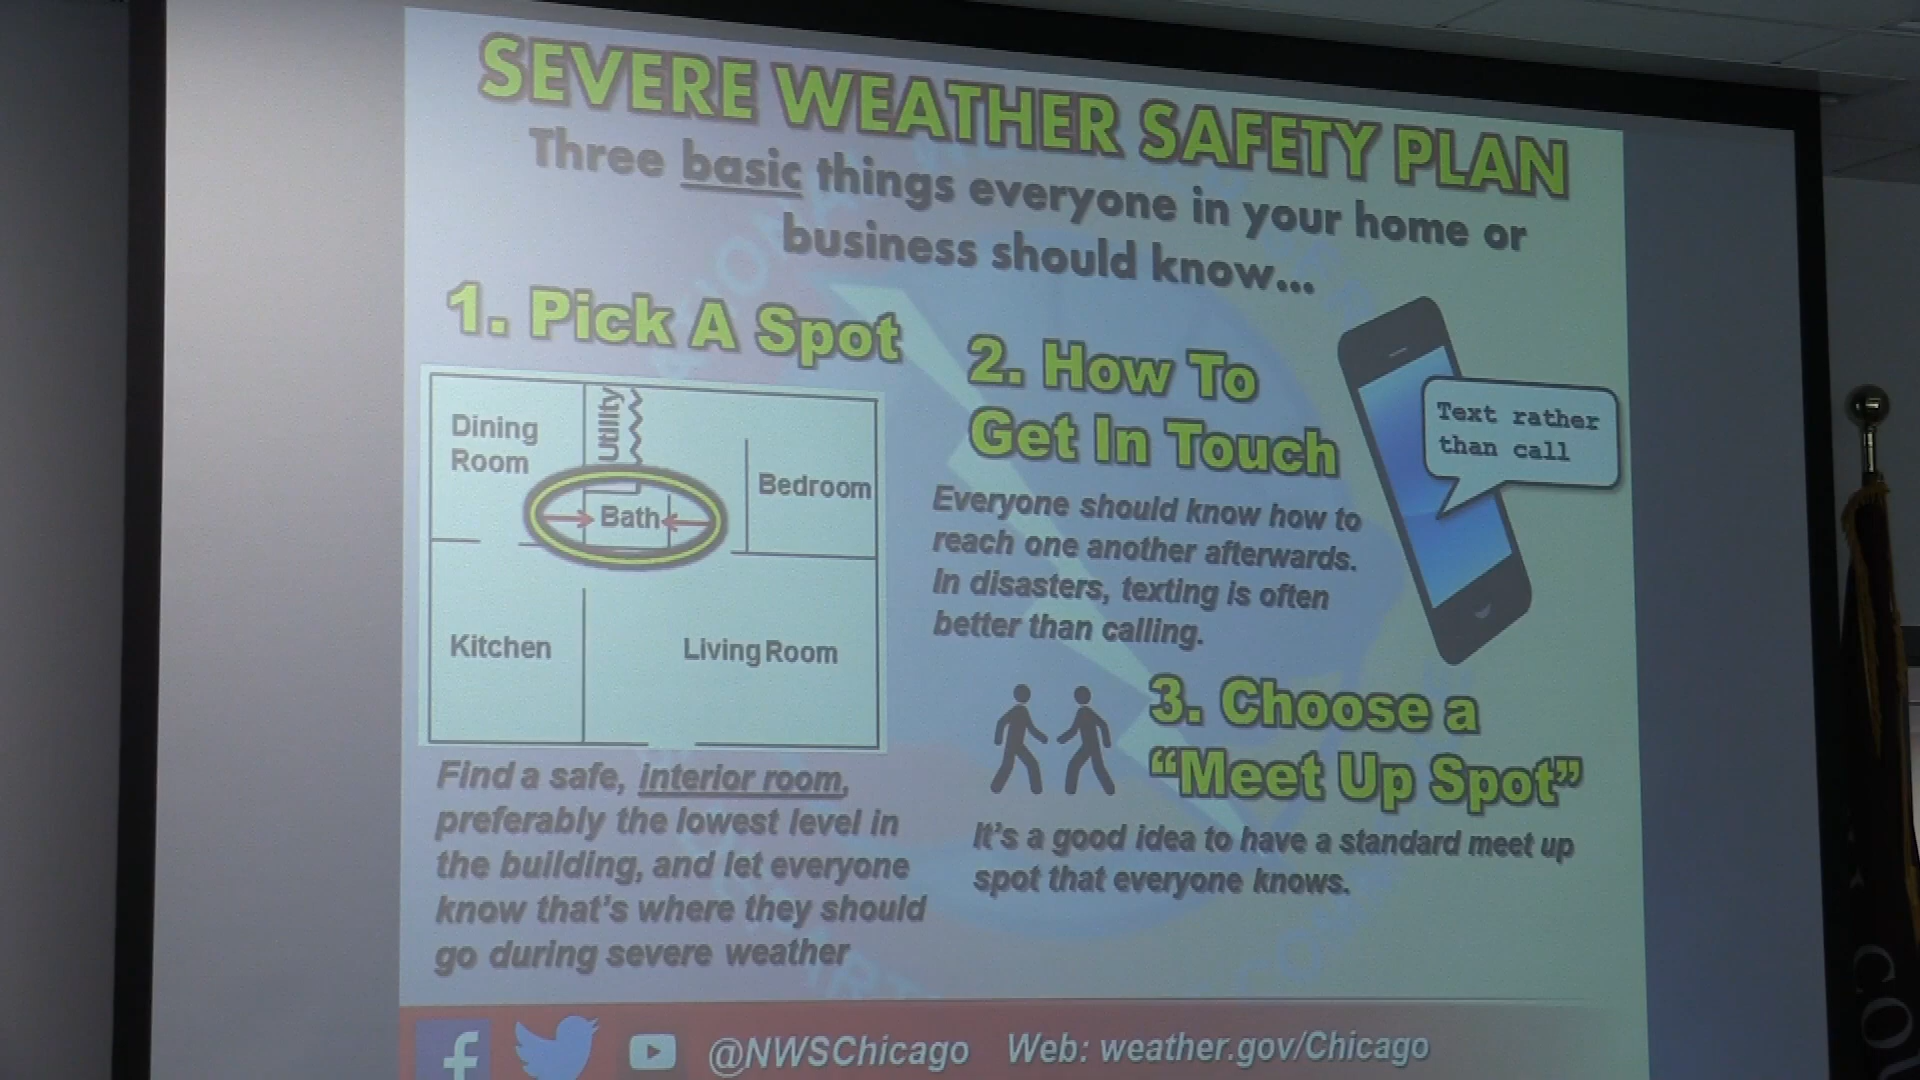 SEVERE WEATHER SAFETY PLAN
Three basic things everyone in your home or
business should know...
1. Pick A Spot
Dining
Room
Utility
Bath
Bedroom
Kitchen
Living Room
Find a safe, interior room,
preferably the lowest level in
the building, and let everyone
know that's where they should
go during severe weather
2. How To
Get In Touch
Text rather
than call
Everyone should know how to
reach one another afterwards.
In disasters, texting is often
better than calling.
3. Choose a
“Meet Up Spot”
It's a good idea to have a standard meet up
spot that everyone knows.
f
@NWSChicago Web: weather.gov/Chicago